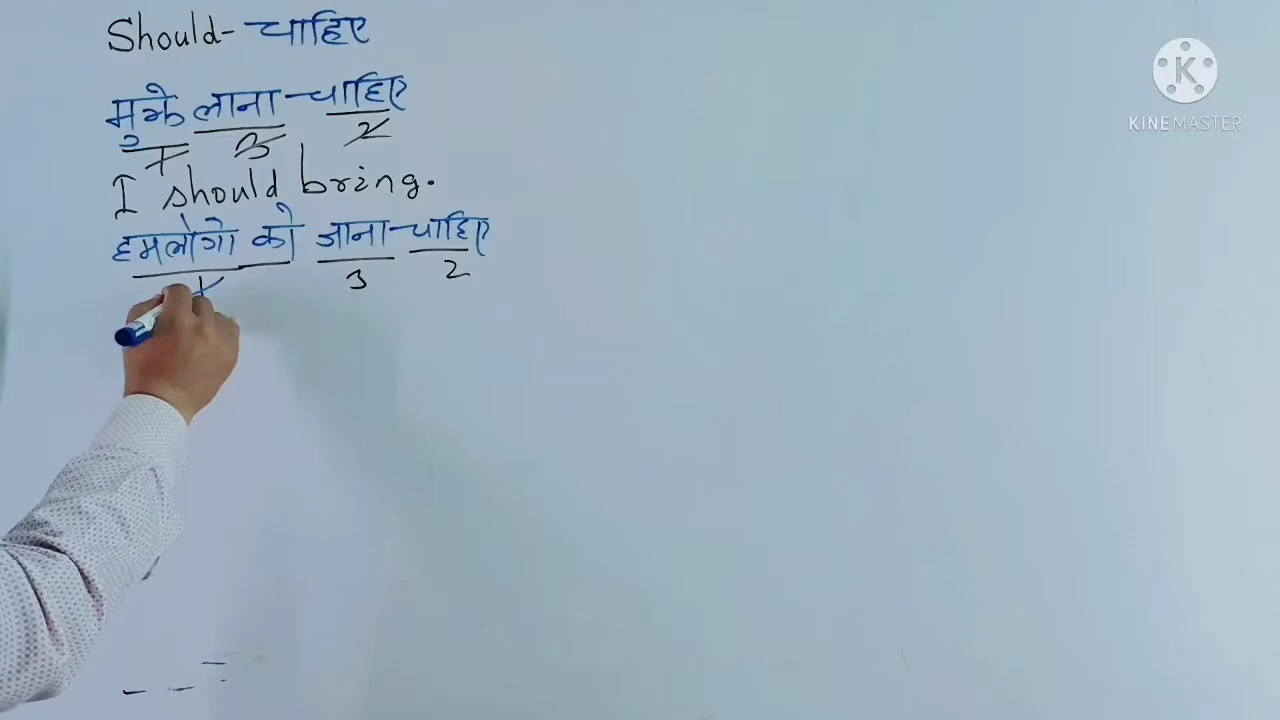 Should- चाहिए
मुझे लाना-चाहिए
1 3 2
I should bring.
हमलोगो को जाना-चाहिए
1 3 2
K
KINEMASTER